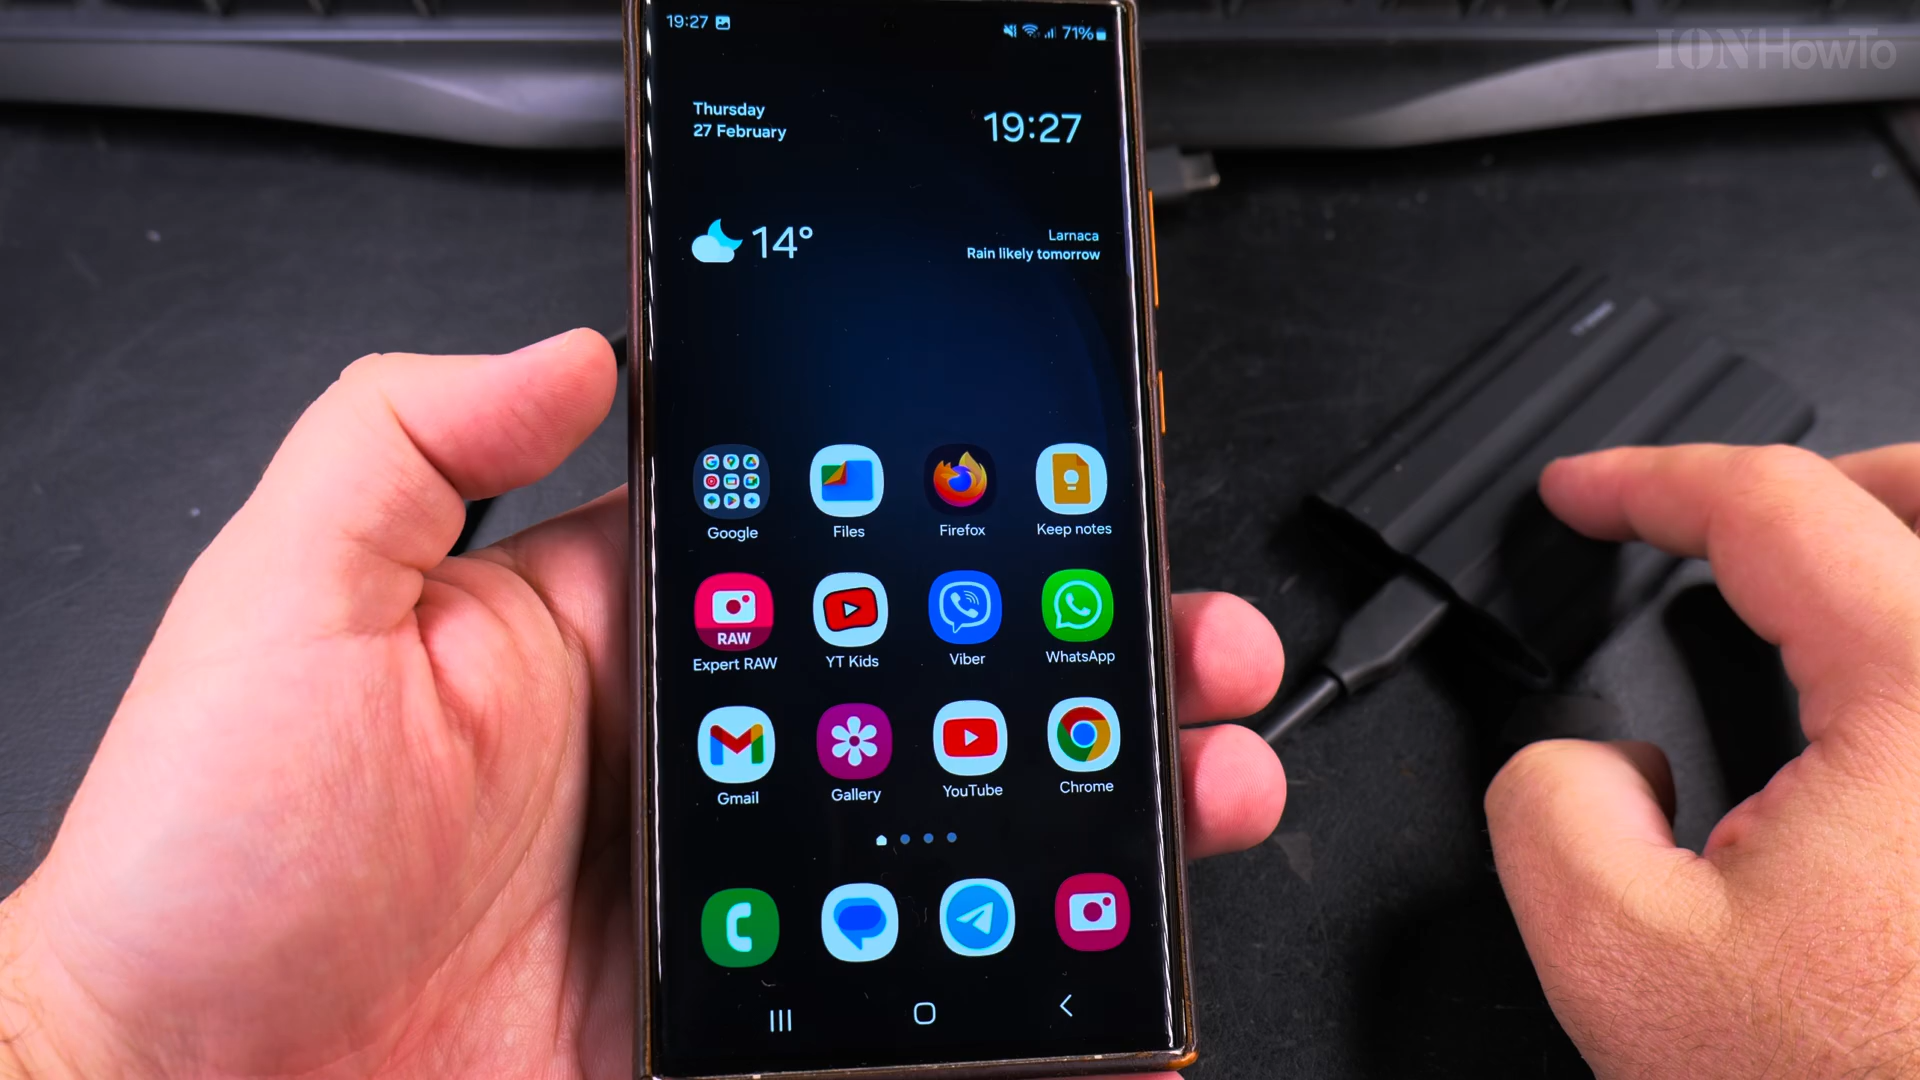 IONHowTo
19:27
71%
Thursday
27 February
19:27
14°
Larnaca
Rain likely tomorrow
Google
Files
Firefox
Keep notes
RAW
Expert RAW
YT Kids
Viber
WhatsApp
Gmail
Gallery
YouTube
Chrome